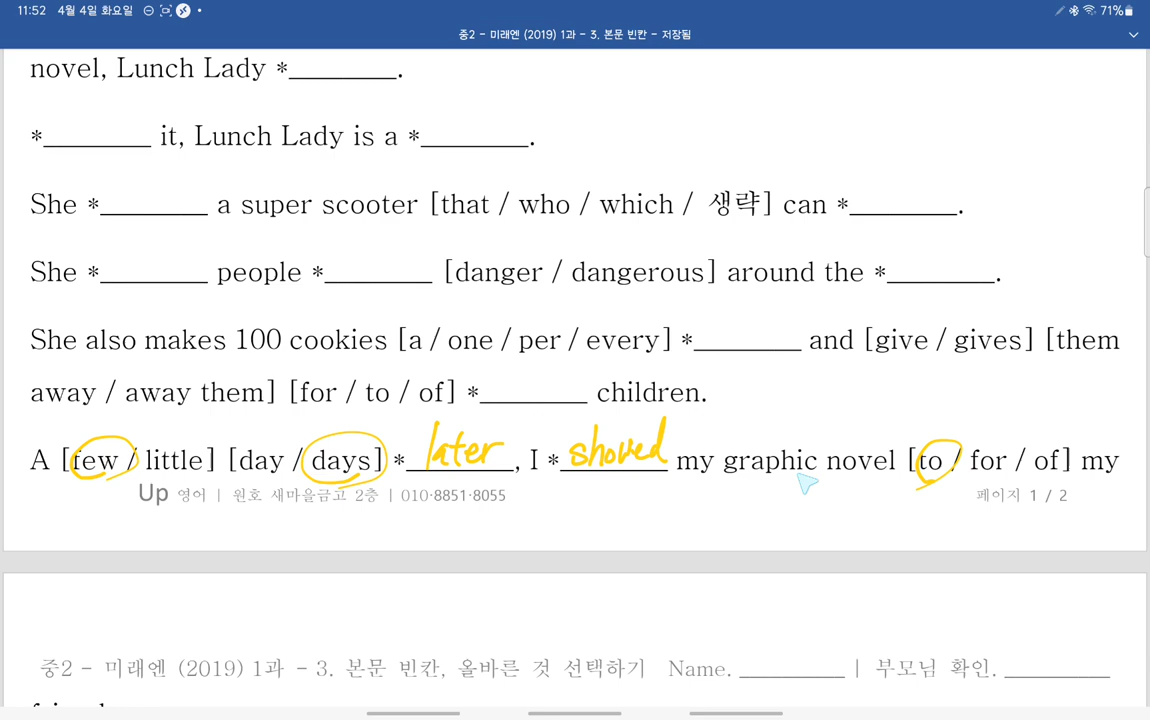 11:52 4월 4일 화요일 71%
중2 - 미래엔 (2019) 1과 - 3. 본문 빈칸 - 저장됨
novel, Lunch Lady *________.
*________ it, Lunch Lady is a *________.
She *________ a super scooter [that / who / which / 생략] can *________.
She *________ people *________ [danger / dangerous] around the *________.
She also makes 100 cookies [a / one / per / every] *________ and [give / gives] [them
away / away them] [for / to / of] *________ children.
A [few / little] [day / days] * later, I * showed my graphic novel [to / for / of] my
Up 영어 | 원호 새마을금고 2층 | 010·8851·8055 페이지 1 / 2
중2 - 미래엔 (2019) 1과 - 3. 본문 빈칸, 올바른 것 선택하기 Name. ________ | 부모님 확인. ________